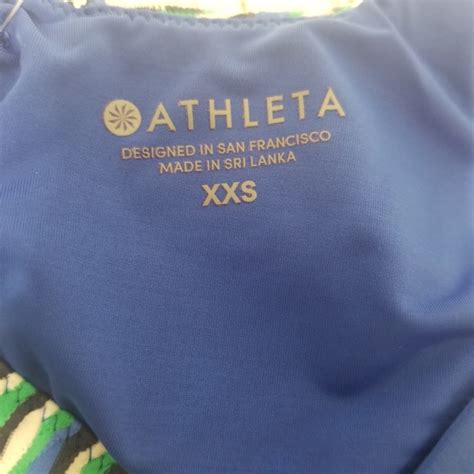 ATHLETA
DESIGNED IN SAN FRANCISCO
MADE IN SRI LANKA
XXS